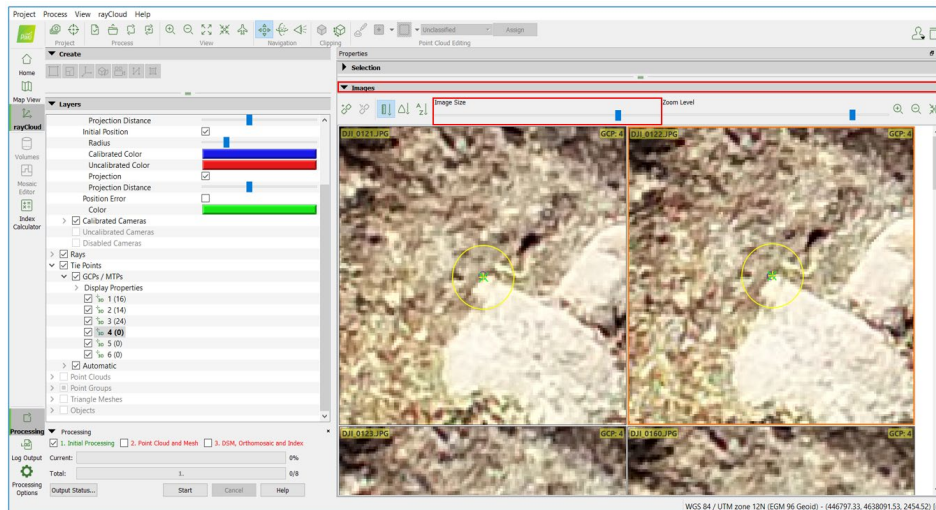 Project Process View rayCloud Help
Project Process View Navigation Clipping Point Cloud Editing
Unclassified Assign
Home
Map View
rayCloud
Volumes
Mosaic Editor
Index Calculator
Create
Layers
Projection Distance
Initial Position
Radius
Calibrated Color
Uncalibrated Color
Projection
Projection Distance
Position Error
Color
Calibrated Cameras
Uncalibrated Cameras
Disabled Cameras
Rays
Tie Points
GCPs / MTPs
Display Properties
1 (16)
2 (14)
3 (24)
4 (0)
5 (0)
6 (0)
Automatic
Point Clouds
Point Groups
Triangle Meshes
Objects
Processing
Log Output
Processing Options
Processing
1. Initial Processing 2. Point Cloud and Mesh 3. DSM, Orthomosaic and Index
Current: 0%
Total: 1. 0/8
Output Status... Start Cancel Help
Properties
Selection
Images
Image Size Zoom Level
DJI_0121.JPG GCP: 4 DJI_0122.JPG GCP: 4
DJI_0123.JPG GCP: 4 DJI_0160.JPG GCP: 4
WGS 84 / UTM zone 12N (EGM 96 Geoid) - (446797.33, 4638091.53, 2454.52)